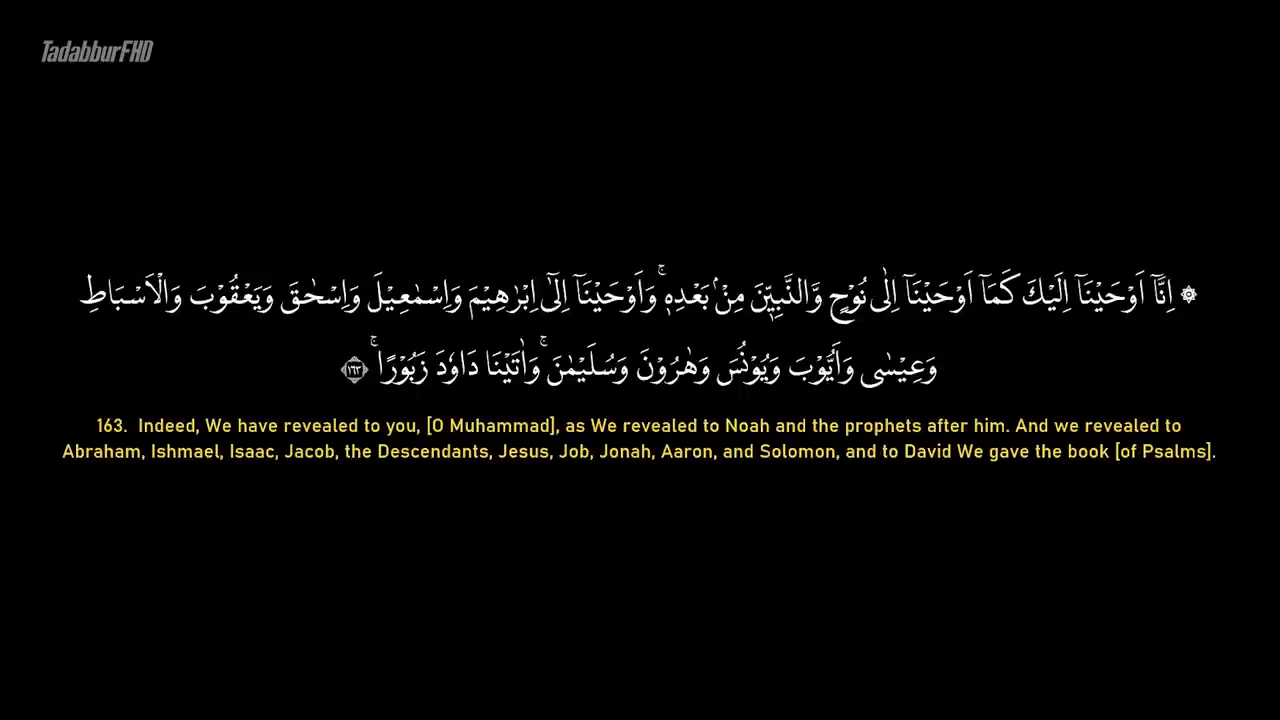 TadabburFHD
۞ اِنَّآ اَوْحَيْنَآ اِلَيْكَ كَمَآ اَوْحَيْنَآ اِلٰى نُوْحٍ وَّالنَّبِيّٖنَ مِنْۢ بَعْدِهٖۚ وَاَوْحَيْنَآ اِلٰٓى اِبْرٰهِيْمَ وَاِسْمٰعِيْلَ وَاِسْحٰقَ وَيَعْقُوْبَ وَالْاَسْبَاطِ
وَعِيْسٰى وَاَيُّوْبَ وَيُوْنُسَ وَهٰرُوْنَ وَسُلَيْمٰنَۚ وَاٰتَيْنَا دَاوٗدَ زَبُوْرًاۚ ۝١٦٣
163. Indeed, We have revealed to you, [O Muhammad], as We revealed to Noah and the prophets after him. And we revealed to
Abraham, Ishmael, Isaac, Jacob, the Descendants, Jesus, Job, Jonah, Aaron, and Solomon, and to David We gave the book [of Psalms].